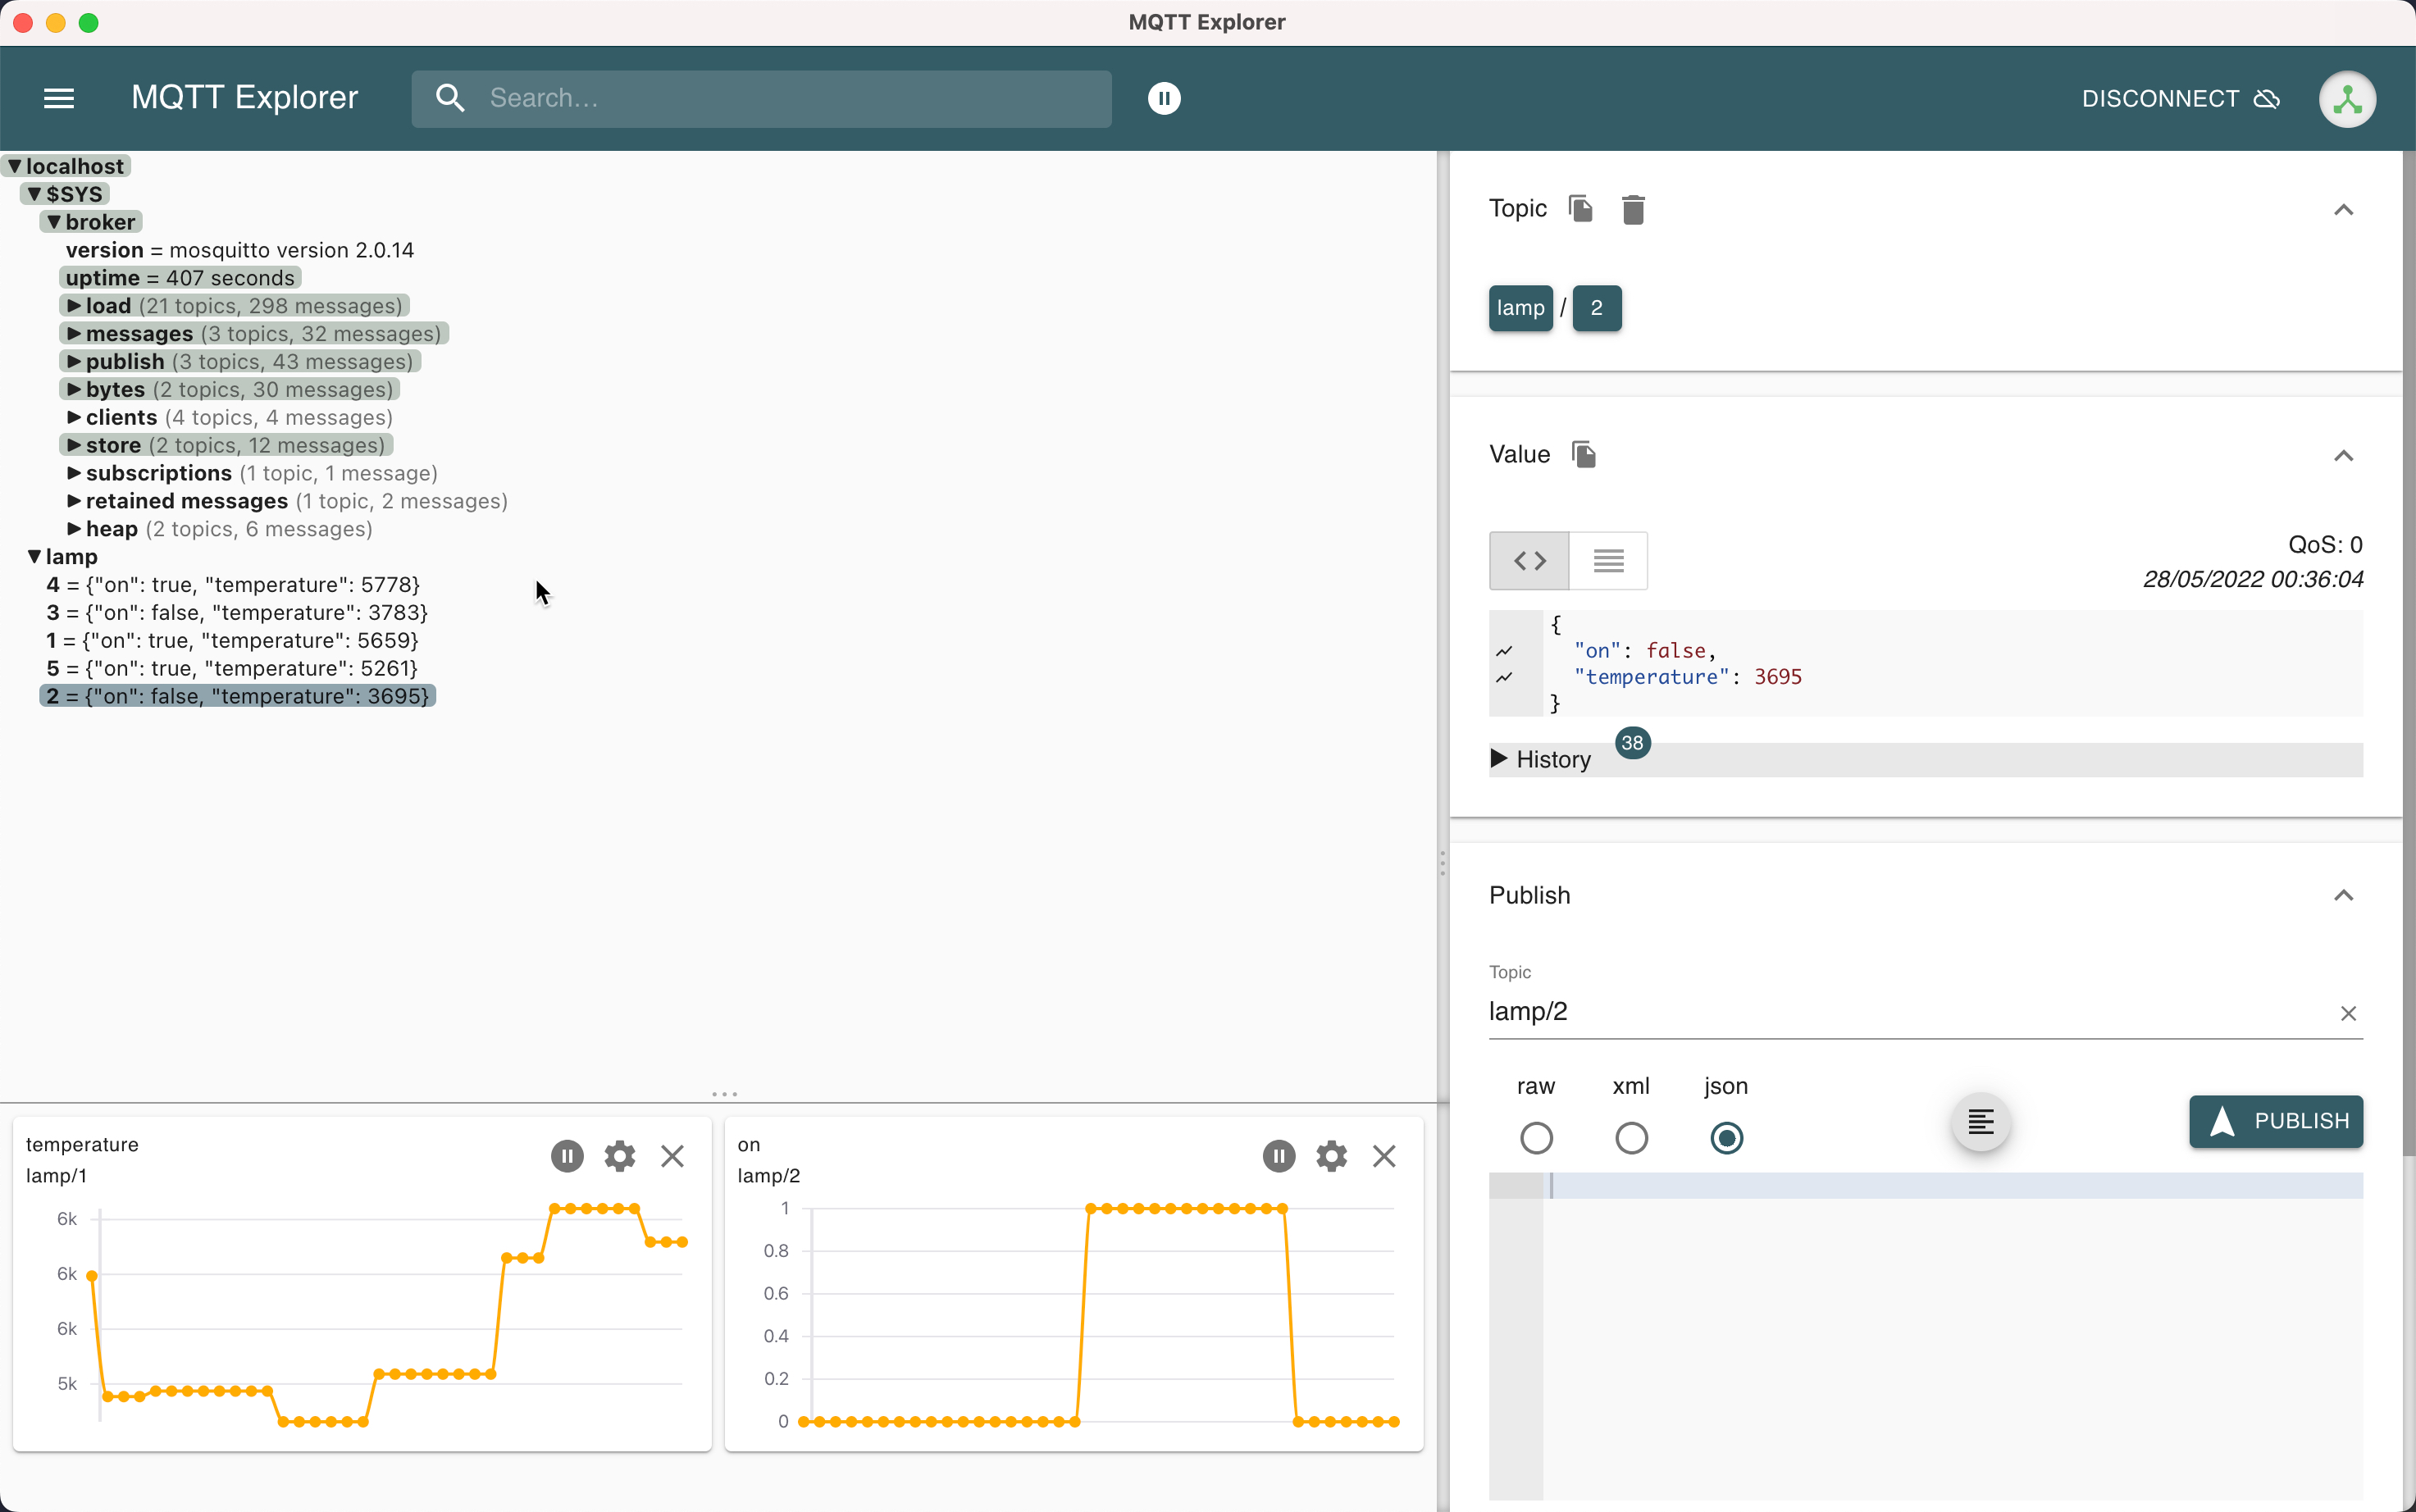 MQTT Explorer
MQTT Explorer
Search…
DISCONNECT
▼ localhost
▼ $SYS
▼ broker
version = mosquitto version 2.0.14
uptime = 407 seconds
▶ load (21 topics, 298 messages)
▶ messages (3 topics, 32 messages)
▶ publish (3 topics, 43 messages)
▶ bytes (2 topics, 30 messages)
▶ clients (4 topics, 4 messages)
▶ store (2 topics, 12 messages)
▶ subscriptions (1 topic, 1 message)
▶ retained messages (1 topic, 2 messages)
▶ heap (2 topics, 6 messages)
▼ lamp
4 = {"on": true, "temperature": 5778}
3 = {"on": false, "temperature": 3783}
1 = {"on": true, "temperature": 5659}
5 = {"on": true, "temperature": 5261}
2 = {"on": false, "temperature": 3695}
temperature
lamp/1
6k
6k
6k
5k
on
lamp/2
1
0.8
0.6
0.4
0.2
0
Topic
lamp / 2
Value
QoS: 0
28/05/2022 00:36:04
{
"on": false,
"temperature": 3695
}
▶ History 38
Publish
Topic
lamp/2
raw xml json
PUBLISH